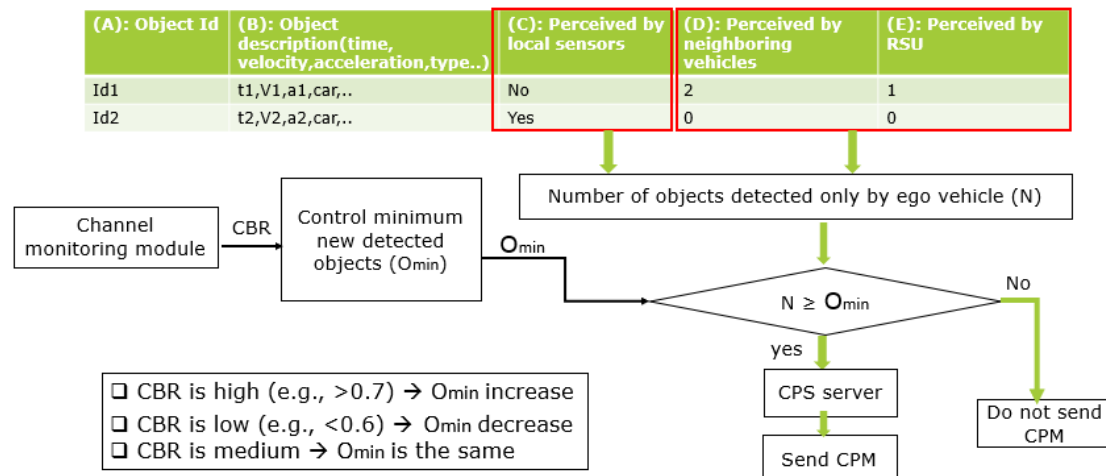 (A): Object Id
(B): Object
description(time,
velocity,acceleration,type..)
(C): Perceived by
local sensors
(D): Perceived by
neighboring
vehicles
(E): Perceived by
RSU
Id1
t1,V1,a1,car,..
No
2
1
Id2
t2,V2,a2,car,..
Yes
0
0
Number of objects detected only by ego vehicle (N)
Channel
monitoring module
CBR
Control minimum
new detected
objects (Omin)
Omin
N ≥ Omin
No
yes
CPS server
Send CPM
Do not send
CPM
❑ CBR is high (e.g., >0.7) → Omin increase
❑ CBR is low (e.g., <0.6) → Omin decrease
❑ CBR is medium → Omin is the same